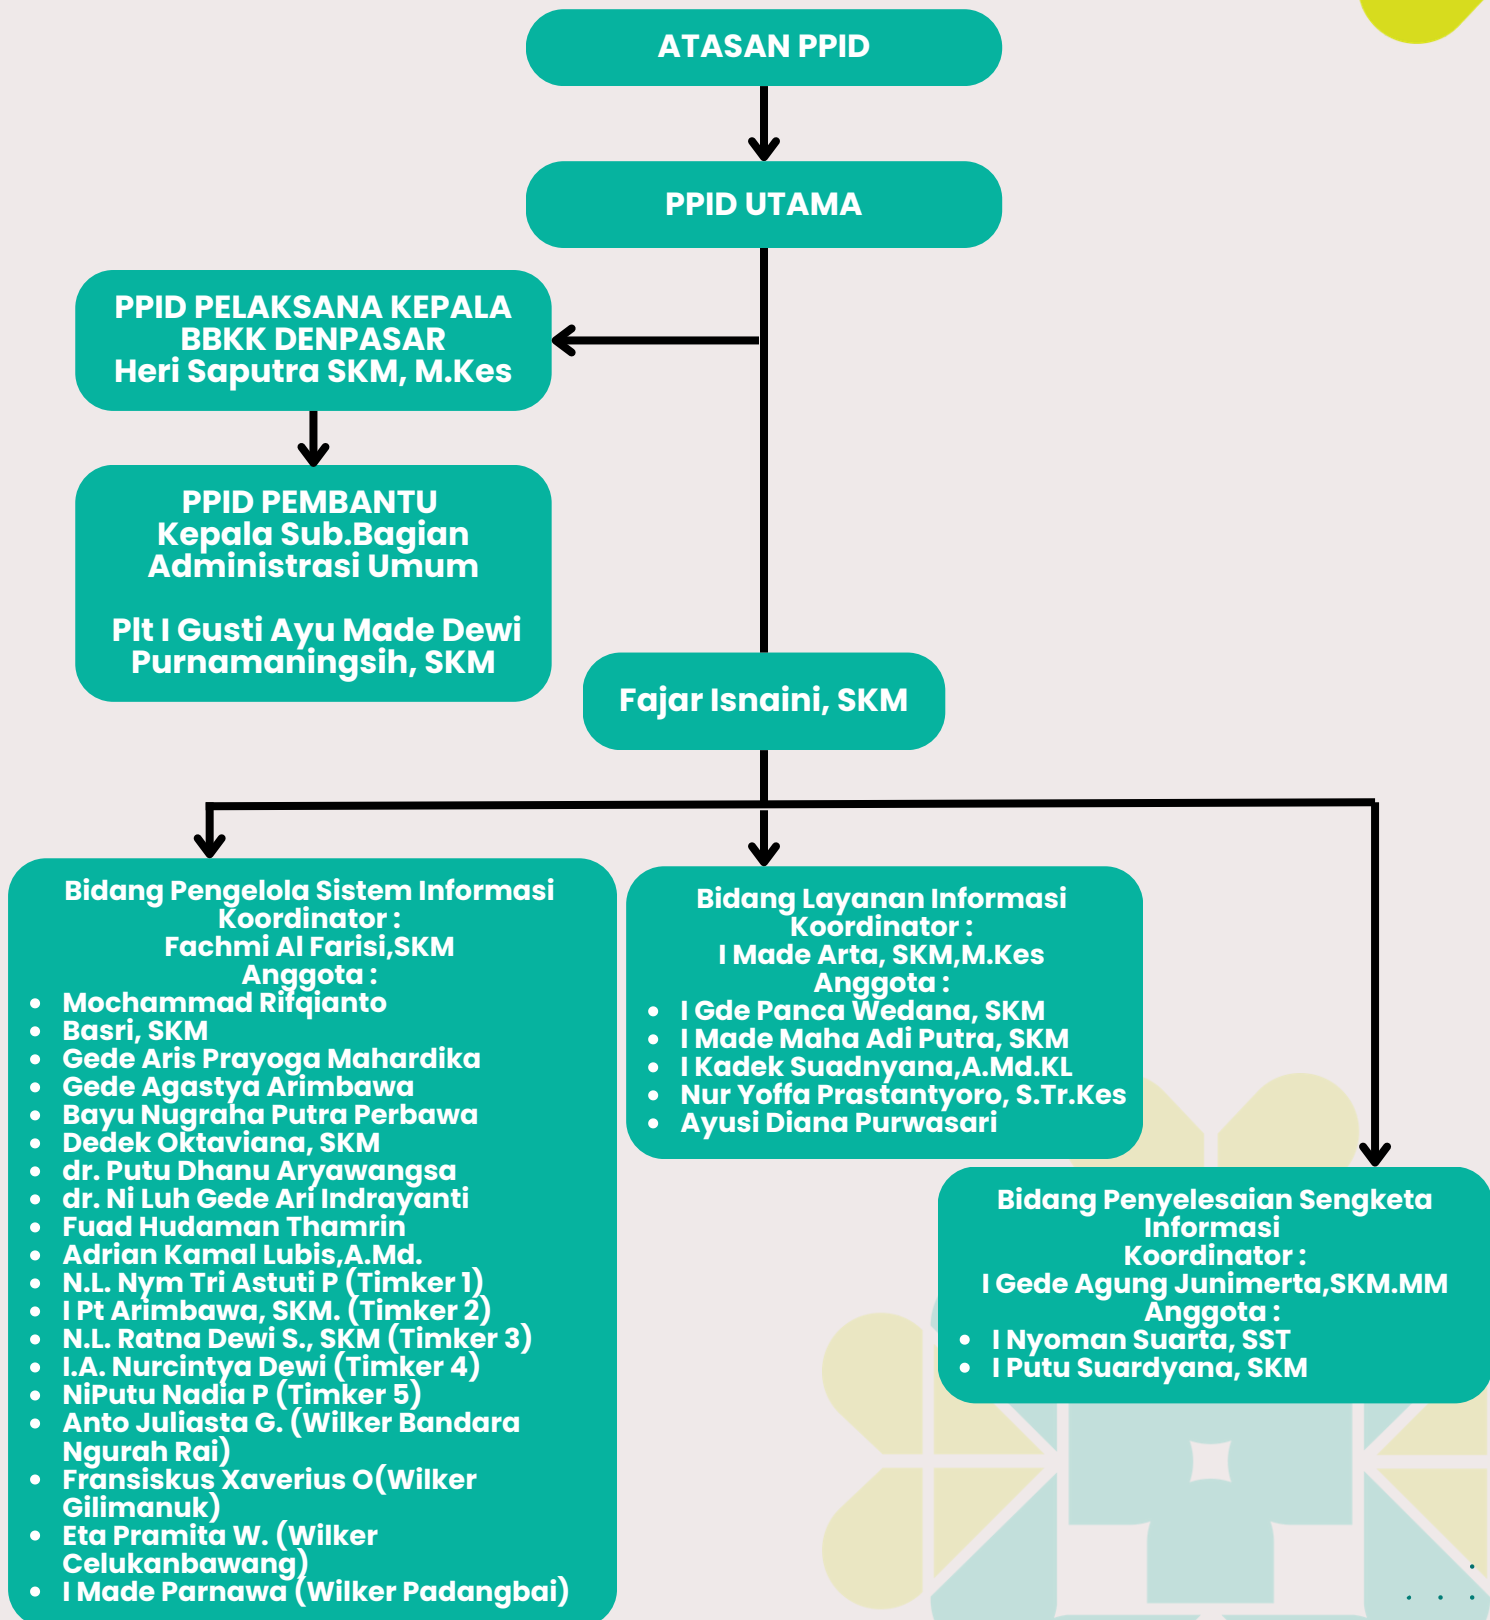 ATASAN PPID
PPID UTAMA
PPID PELAKSANA KEPALA
BBKK DENPASAR
Heri Saputra SKM, M.Kes
PPID PEMBANTU
Kepala Sub.Bagian
Administrasi Umum
Plt I Gusti Ayu Made Dewi
Purnamaningsih, SKM
Fajar Isnaini, SKM
Bidang Pengelola Sistem Informasi
Koordinator :
Fachmi Al Farisi,SKM
Anggota :
• Mochammad Rifqianto
• Basri, SKM
• Gede Aris Prayoga Mahardika
• Gede Agastya Arimbawa
• Bayu Nugraha Putra Perbawa
• Dedek Oktaviana, SKM
• dr. Putu Dhanu Aryawangsa
• dr. Ni Luh Gede Ari Indrayanti
• Fuad Hudaman Thamrin
• Adrian Kamal Lubis,A.Md.
• N.L. Nym Tri Astuti P (Timker 1)
• I Pt Arimbawa, SKM. (Timker 2)
• N.L. Ratna Dewi S., SKM (Timker 3)
• I.A. Nurcintya Dewi (Timker 4)
• NiPutu Nadia P (Timker 5)
• Anto Juliasta G. (Wilker Bandara
Ngurah Rai)
• Fransiskus Xaverius O(Wilker
Gilimanuk)
• Eta Pramita W. (Wilker
Celukanbawang)
• I Made Parnawa (Wilker Padangbai)
Bidang Layanan Informasi
Koordinator :
I Made Arta, SKM,M.Kes
Anggota :
• I Gde Panca Wedana, SKM
• I Made Maha Adi Putra, SKM
• I Kadek Suadnyana,A.Md.KL
• Nur Yoffa Prastantyoro, S.Tr.Kes
• Ayusi Diana Purwasari
Bidang Penyelesaian Sengketa
Informasi
Koordinator :
I Gede Agung Junimerta,SKM.MM
Anggota :
• I Nyoman Suarta, SST
• I Putu Suardyana, SKM